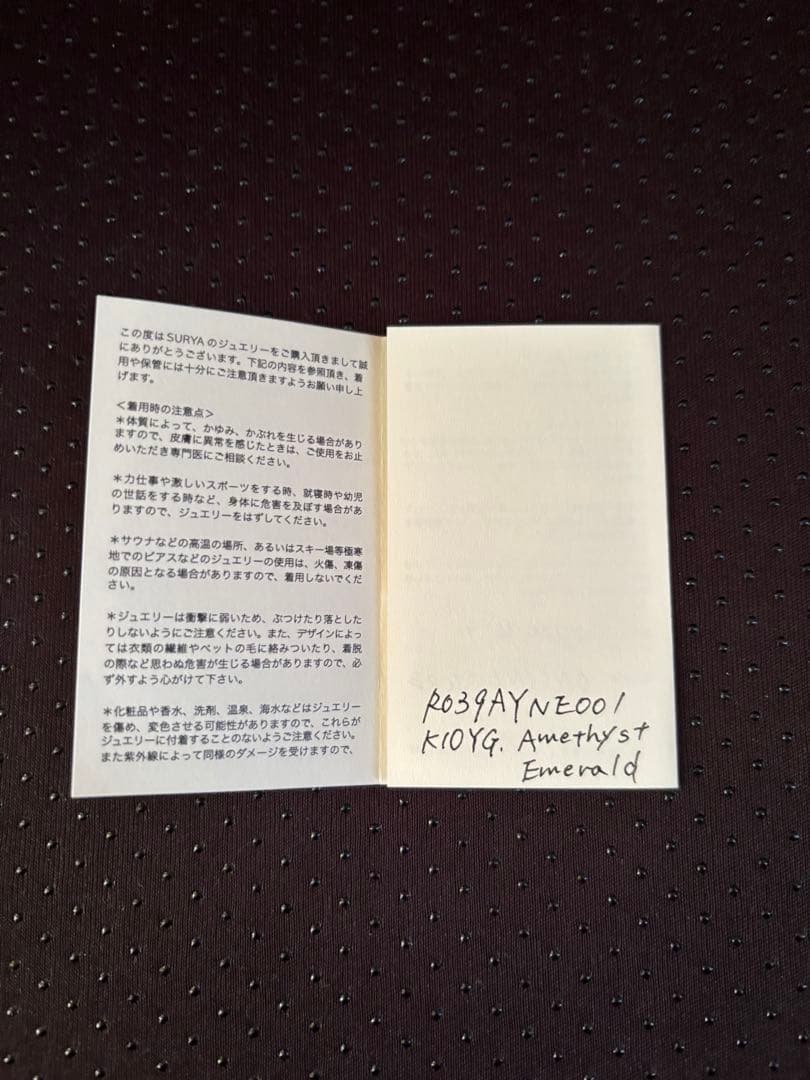 この度は SURYA のジュエリーをご購入頂きまして誠
にありがとうございます。下記の内容を参照頂き、着
用や保管には十分にご注意頂きますようお願い申し上
げます。
＜着用時の注意点＞
＊体質によって、かゆみ、かぶれを生じる場合があり
ますので、皮膚に異常を感じたときは、ご使用をお止
めいただき専門医にご相談ください。
＊力仕事や激しいスポーツをする時、就寝時や幼児
の世話をする時など、身体に危害を及ぼす場合があ
りますので、ジュエリーをはずしてください。
＊サウナなどの高温の場所、あるいはスキー場等極寒
地でのピアスなどのジュエリーの使用は、火傷、凍傷
の原因となる場合がありますので、着用しないでくだ
さい。
＊ジュエリーは衝撃に弱いため、ぶつけたり落とした
りしないようにご注意ください。また、デザインによっ
ては衣類の繊維やペットの毛に絡みついたり、着脱
の際など思わぬ危害が生じる場合がありますので、必
ず外すよう心がけて下さい。
＊化粧品や香水、洗剤、温泉、海水などはジュエリー
を傷め、変色させる可能性がありますので、これらが
ジュエリーに付着することのないようご注意ください。
また紫外線によって同様のダメージを受けますので、
R039AYNE001
K10YG. Amethyst
Emerald